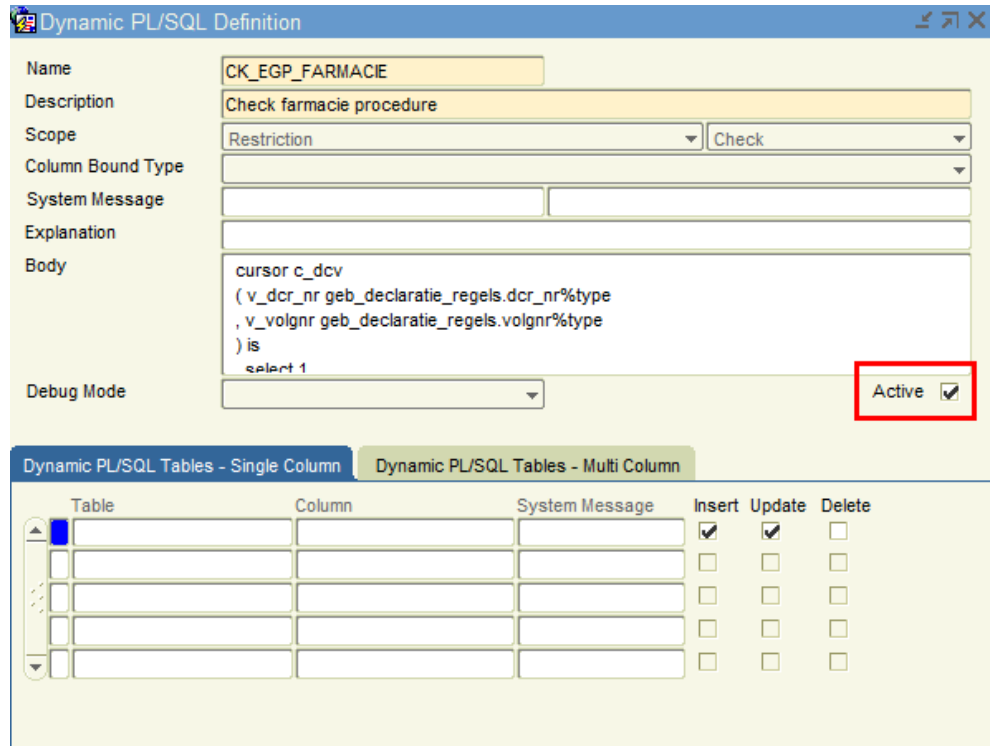 Dynamic PL/SQL Definition
Name CK_EGP_FARMACIE
Description Check farmacie procedure
Scope Restriction Check
Column Bound Type
System Message
Explanation
Body cursor c_dcv
( v_dcr_nr geb_declaratie_regels.dcr_nr%type
, v_volgnr geb_declaratie_regels.volgnr%type
) is
select 1
Debug Mode Active
Dynamic PL/SQL Tables - Single Column Dynamic PL/SQL Tables - Multi Column
Table Column System Message Insert Update Delete